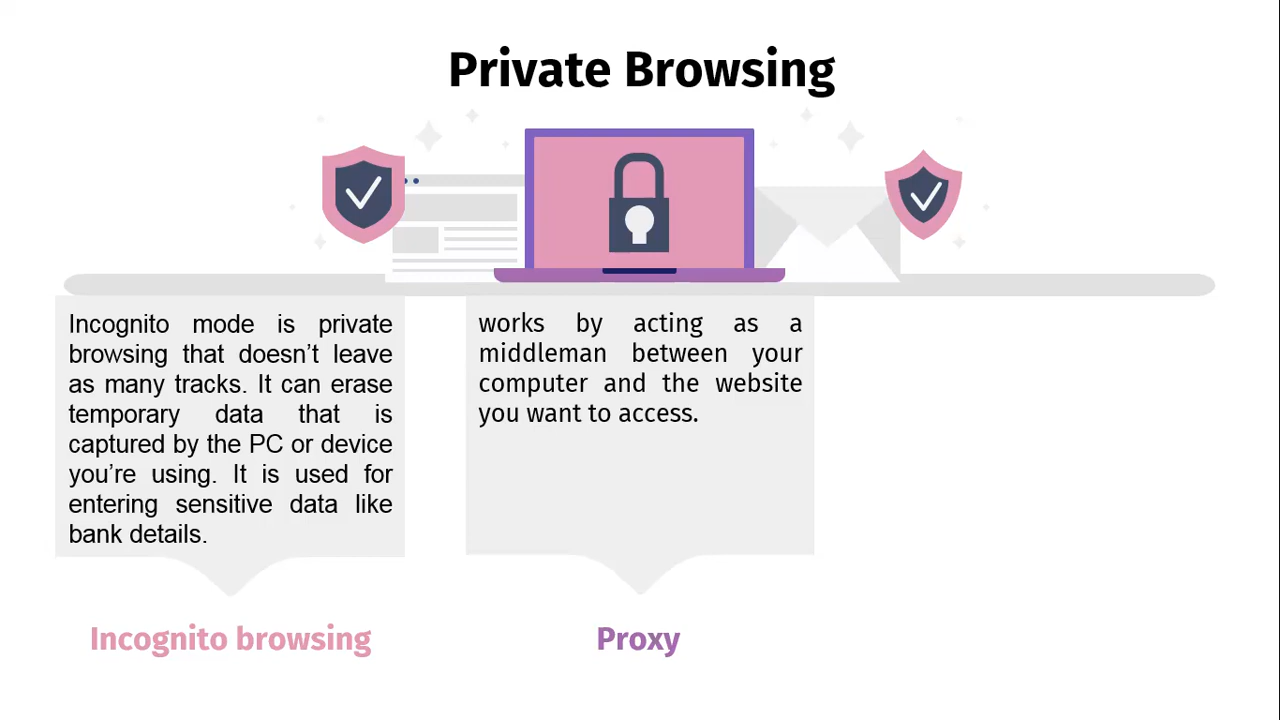 Private Browsing
Incognito mode is private
browsing that doesn’t leave
as many tracks. It can erase
temporary data that is
captured by the PC or device
you’re using. It is used for
entering sensitive data like
bank details.
Incognito browsing
works by acting as a
middleman between your
computer and the website
you want to access.
Proxy